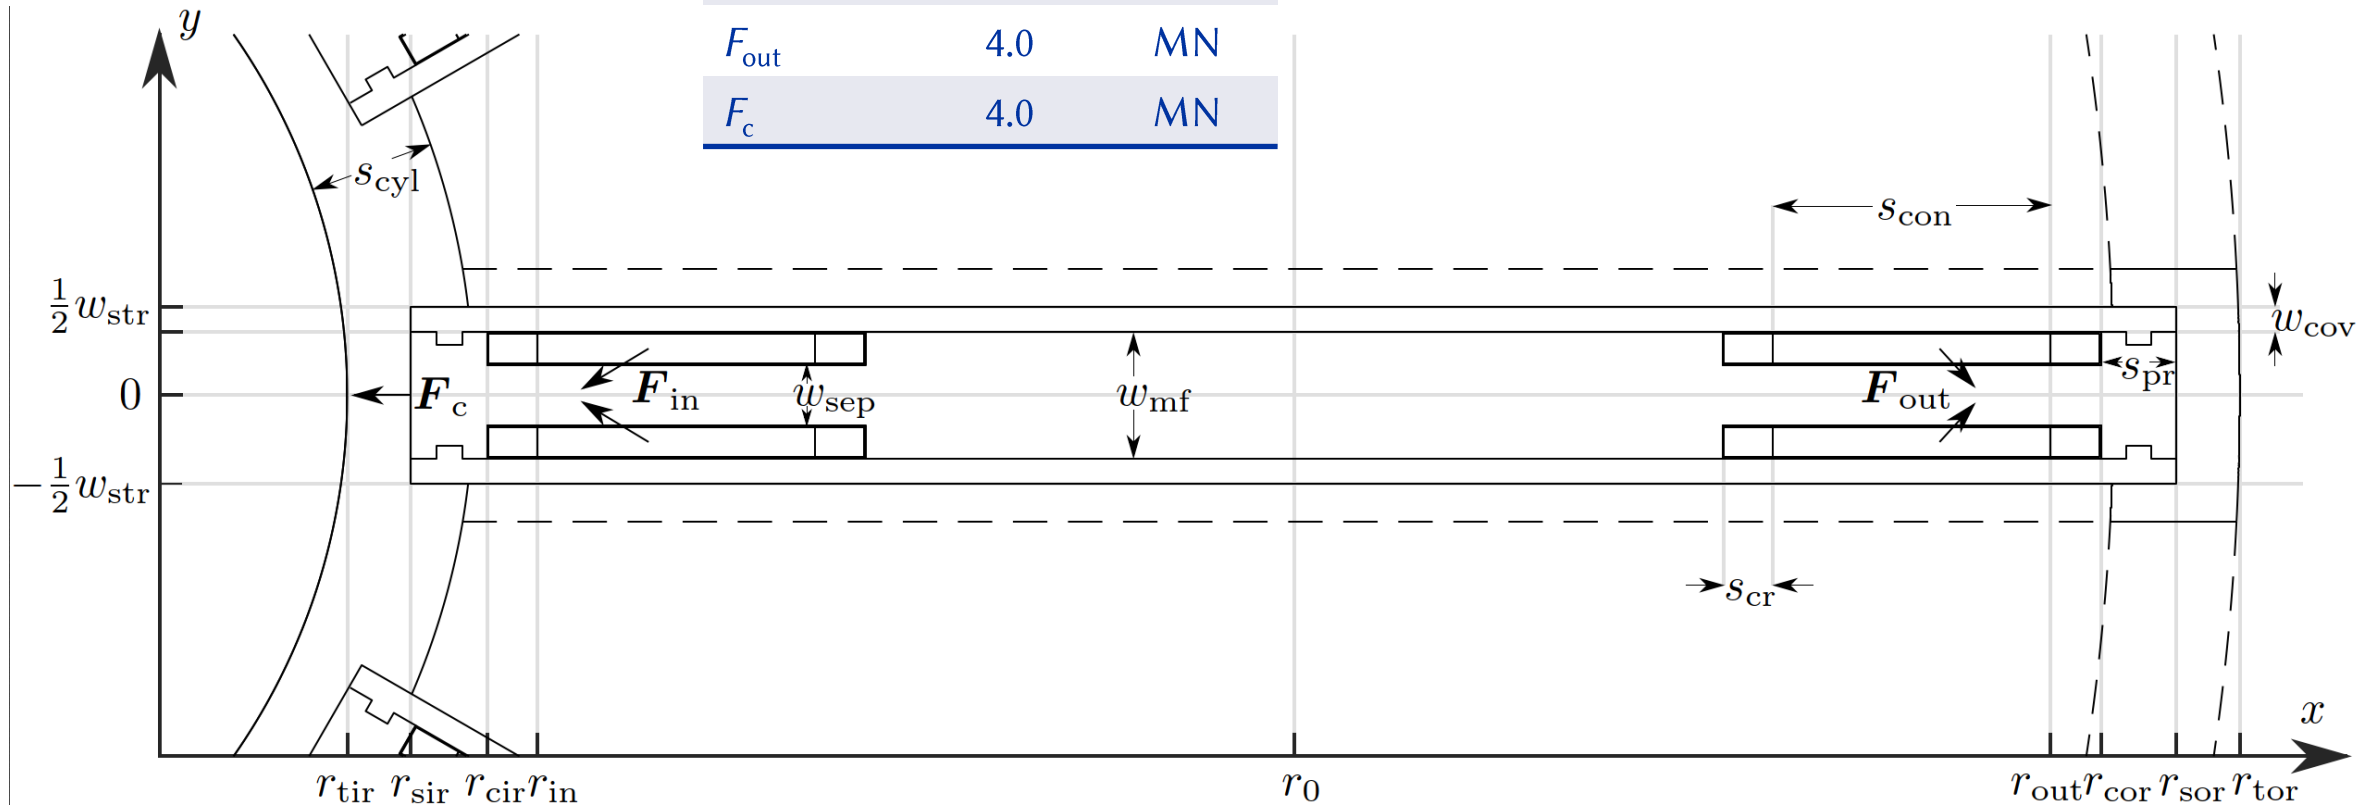 y
F_out 4.0 MN
F_c 4.0 MN
s_cyl
s_con
½w_str
w_cov
0
F_c
F_in
w_sep
w_mf
F_out
s_pr
-½w_str
s_cr
x
r_tir r_sir r_cir r_in r_0 r_out r_cor r_sor r_tor